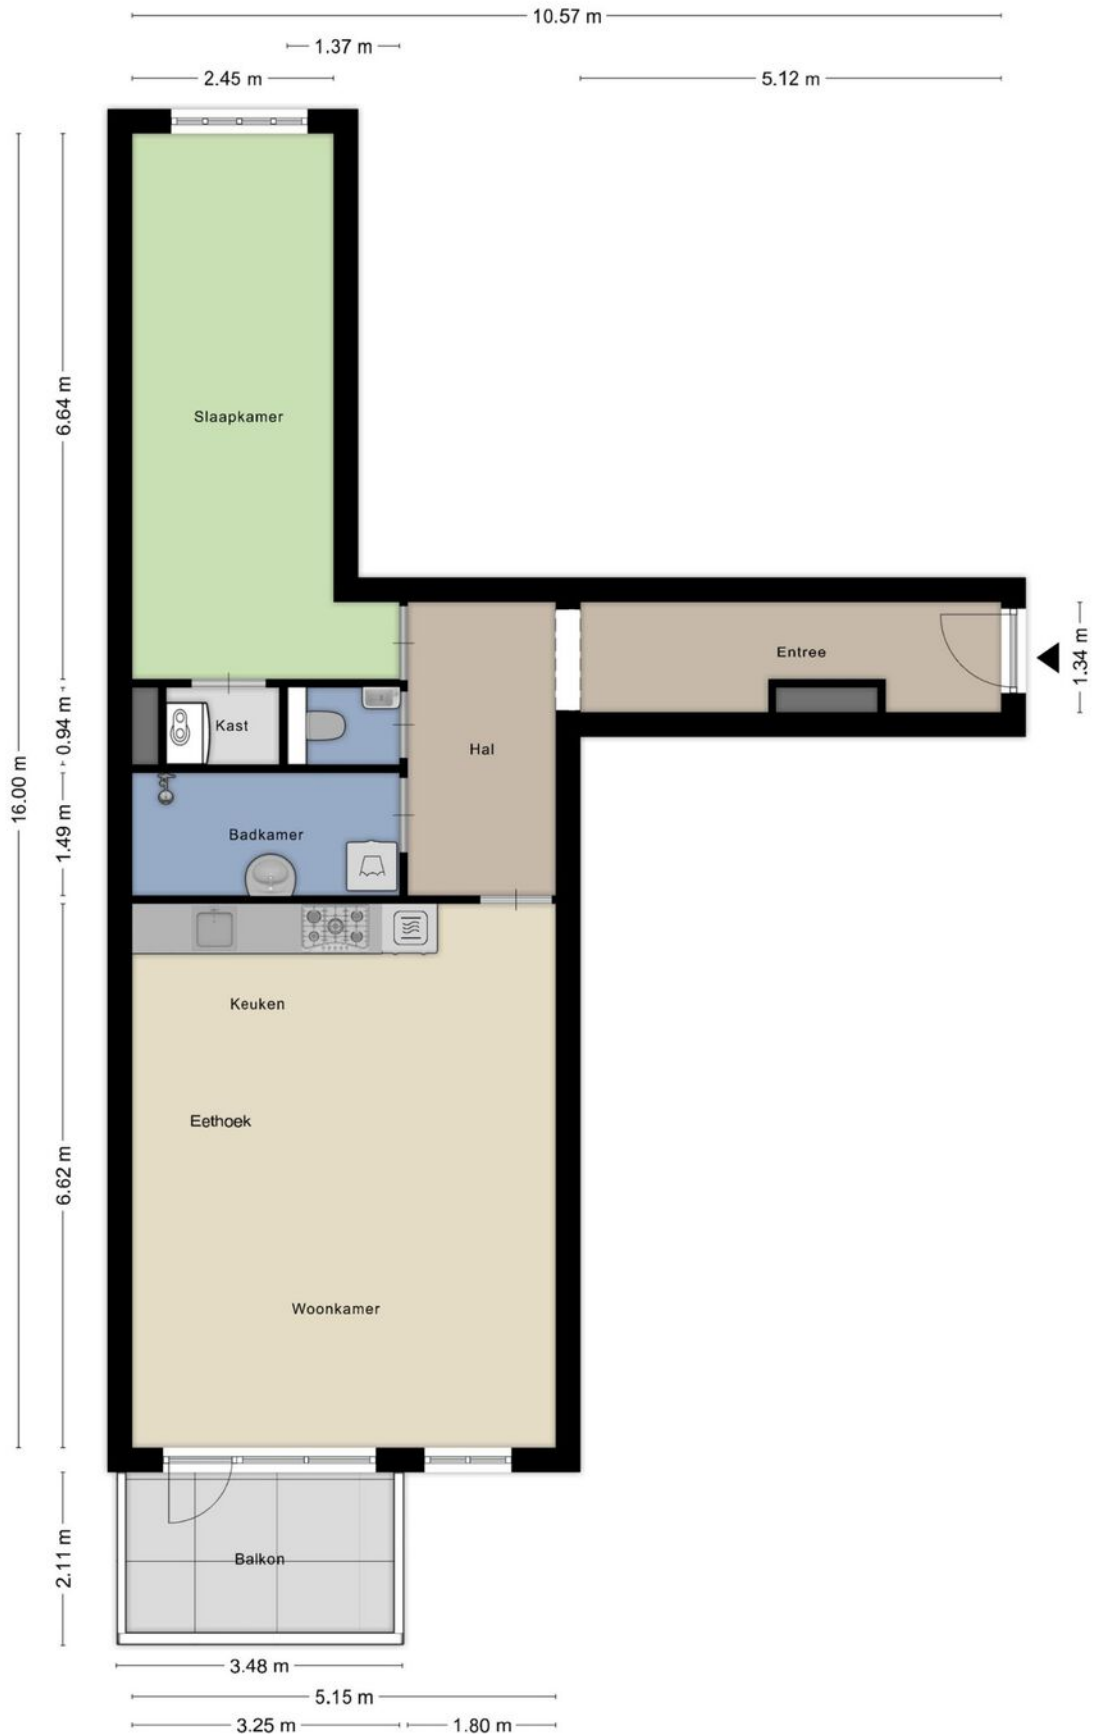 10.57 m
1.37 m
2.45 m
5.12 m
6.64 m
Slaapkamer
Entree
1.34 m
0.94 m
Kast
Hal
16.00 m
1.49 m
Badkamer
Keuken
Eethoek
6.62 m
Woonkamer
2.11 m
Balkon
3.48 m
5.15 m
3.25 m
1.80 m